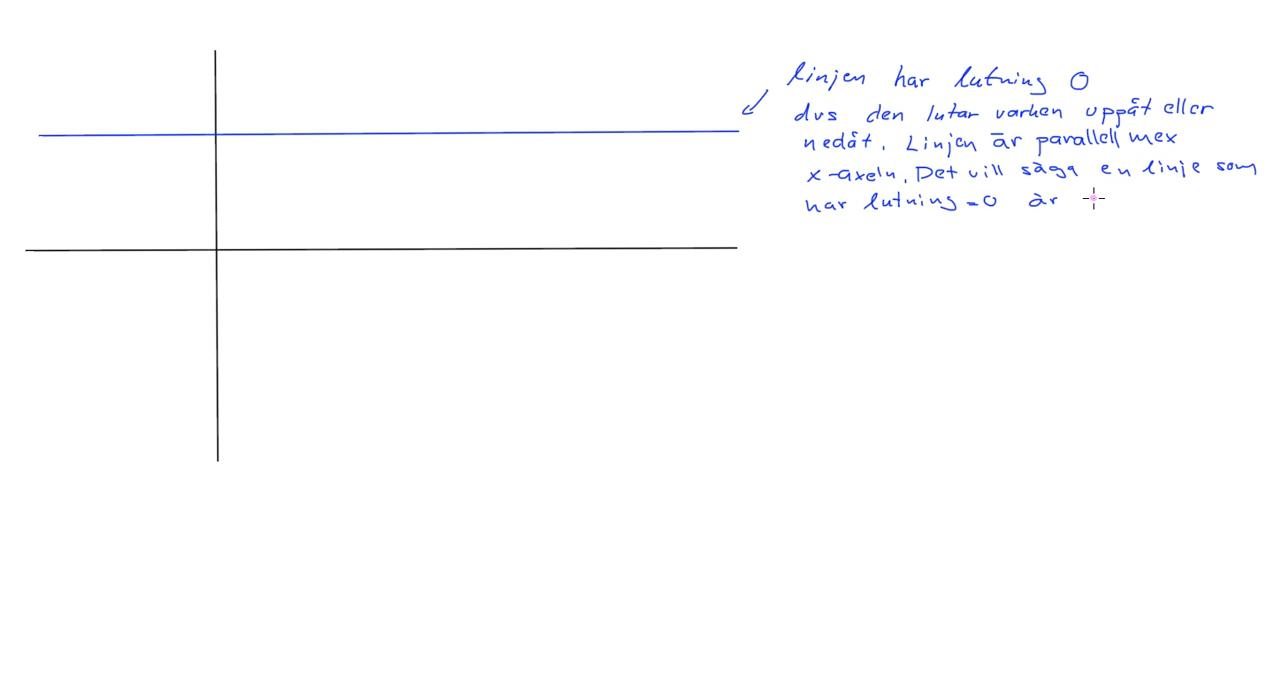 linjen har lutning 0
dvs den lutar varken uppåt eller
nedåt. Linjen är parallell mex
x-axeln. Det vill säga en linje som
har lutning = 0 är